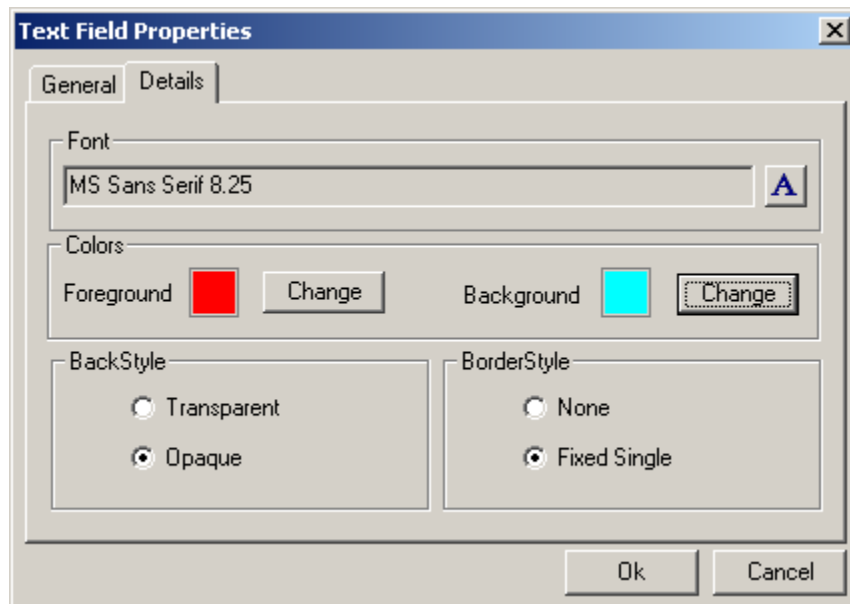 Text Field Properties
General Details
Font
MS Sans Serif 8.25 A
Colors
Foreground Change Background Change
BackStyle BorderStyle
Transparent None
Opaque Fixed Single
Ok Cancel